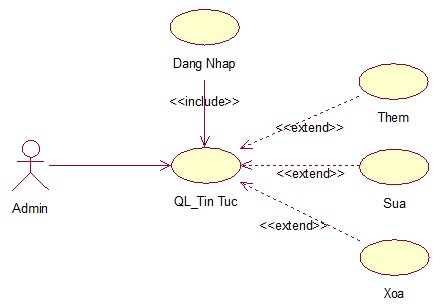 Dang Nhap
<<include>>
Them
<<extend>>
Admin
QL_Tin Tuc
<<extend>>
Sua
<<extend>>
Xoa